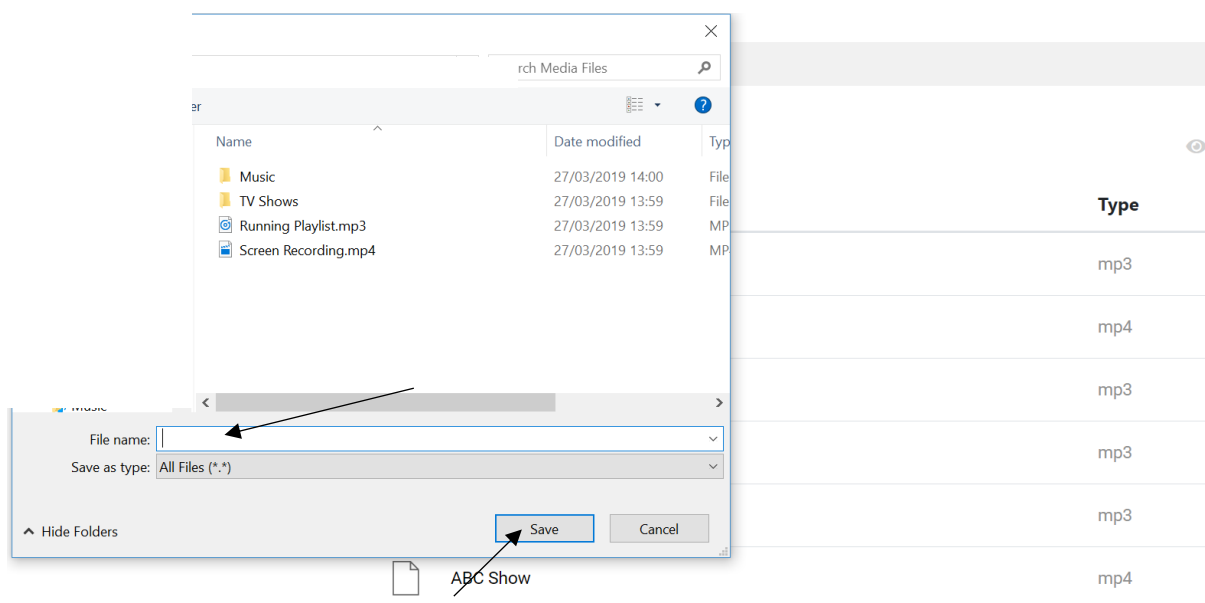 rch Media Files
er
Name Date modified Typ
Music 27/03/2019 14:00 File
TV Shows 27/03/2019 13:59 File
Running Playlist.mp3 27/03/2019 13:59 MP
Screen Recording.mp4 27/03/2019 13:59 MP
Music
File name:
Save as type: All Files (*.*)
Hide Folders Save Cancel
Type
mp3
mp4
mp3
mp3
mp3
ABC Show mp4